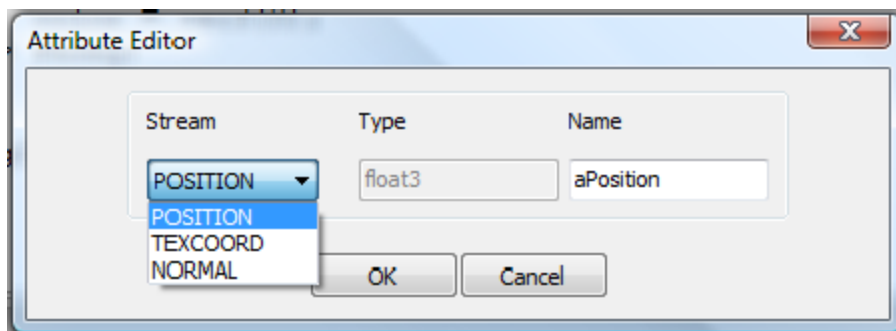 Attribute Editor
Stream Type Name
POSITION float3 aPosition
POSITION
TEXCOORD
NORMAL
OK Cancel